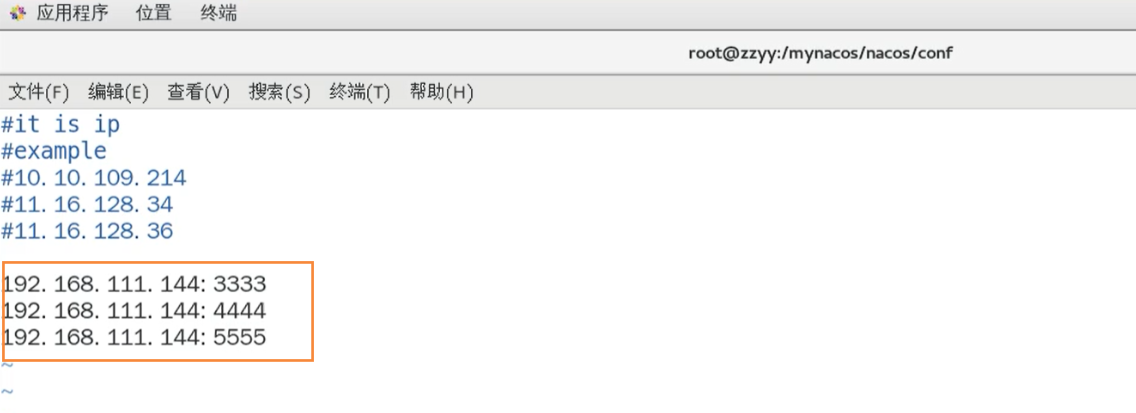 应用程序 位置 终端
root@zzyy:/mynacos/nacos/conf
文件(F) 编辑(E) 查看(V) 搜索(S) 终端(T) 帮助(H)
#it is ip
#example
#10.10.109.214
#11.16.128.34
#11.16.128.36
192.168.111.144:3333
192.168.111.144:4444
192.168.111.144:5555
~
~